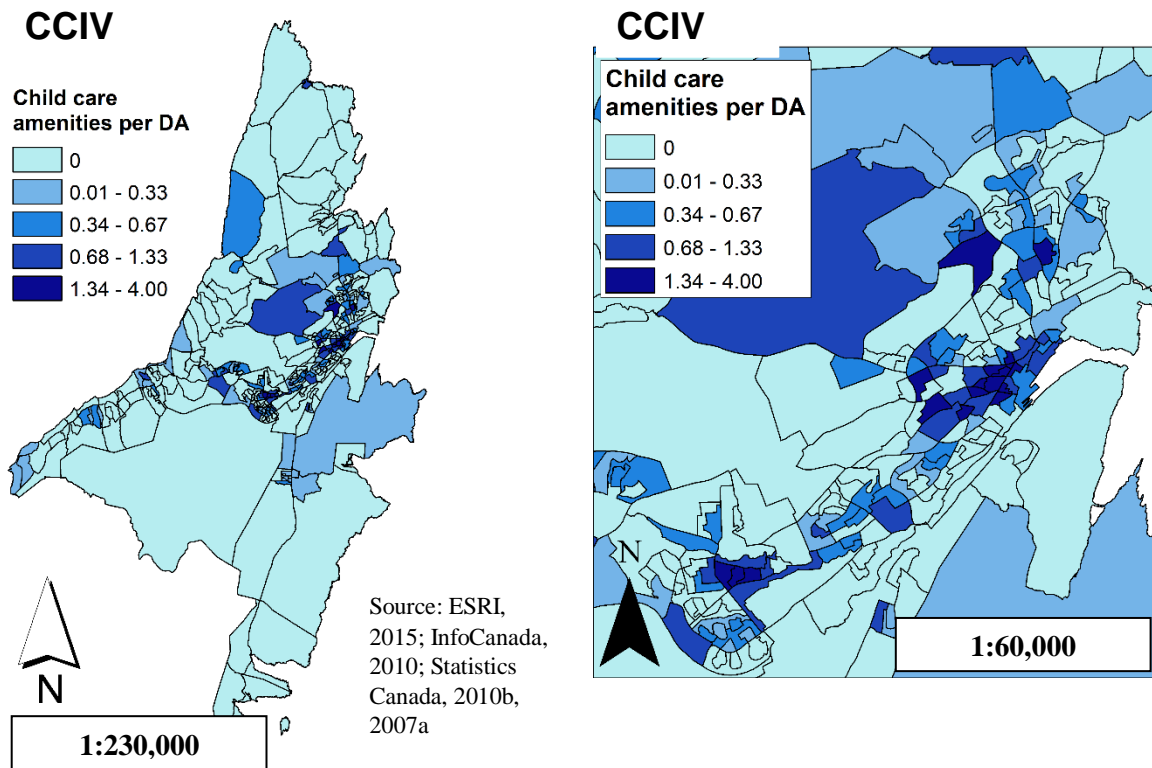 CCIV
Child care
amenities per DA
0
0.01 - 0.33
0.34 - 0.67
0.68 - 1.33
1.34 - 4.00
N
1:230,000
Source: ESRI,
2015; InfoCanada,
2010; Statistics
Canada, 2010b,
2007a
CCIV
Child care
amenities per DA
0
0.01 - 0.33
0.34 - 0.67
0.68 - 1.33
1.34 - 4.00
N
1:60,000